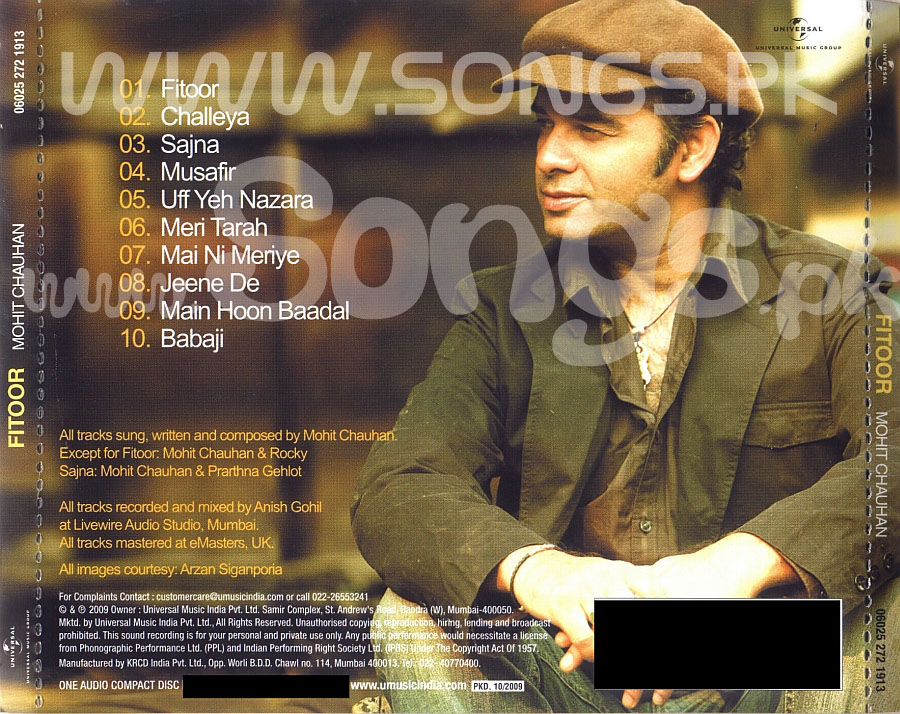 06025 272 1913
MOHIT CHAUHAN
FITOOR
UNIVERSAL
UNIVERSAL MUSIC GROUP
UNIVERSAL
www.songs.pk
01. Fitoor
02. Challeya
03. Sajna
04. Musafir
05. Uff Yeh Nazara
06. Meri Tarah
07. Mai Ni Meriye
08. Jeene De
09. Main Hoon Baadal
10. Babaji
www.Songs.pk
All tracks sung, written and composed by Mohit Chauhan.
Except for Fitoor: Mohit Chauhan & Rocky
Sajna: Mohit Chauhan & Prarthna Gehlot
All tracks recorded and mixed by Anish Gohil
at Livewire Audio Studio, Mumbai.
All tracks mastered at eMasters, UK.
All images courtesy: Arzan Siganporia
For Complaints Contact : customercare@umusicindia.com or call 022-26553241
© & ℗ 2009 Owner : Universal Music India Pvt. Ltd. Samir Complex, St. Andrew's Road, Bandra (W), Mumbai-400050.
Mktd. by Universal Music India Pvt. Ltd., All Rights Reserved. Unauthorised copying, reproduction, hiring, lending and broadcast
prohibited. This sound recording is for your personal and private use only. Any public performance would necessitate a license
from Phonographic Performance Ltd. (PPL) and Indian Performing Right Society Ltd. (IPRS) under The Copyright Act Of 1957.
Manufactured by KRCD India Pvt. Ltd., Opp. Worli B.D.D. Chawl no. 114, Mumbai 400013. Tel.: 022-40770400.
ONE AUDIO COMPACT DISC
www.umusicindia.com PKD. 10/2009
UNIVERSAL
FITOOR MOHIT CHAUHAN
06025 272 1913